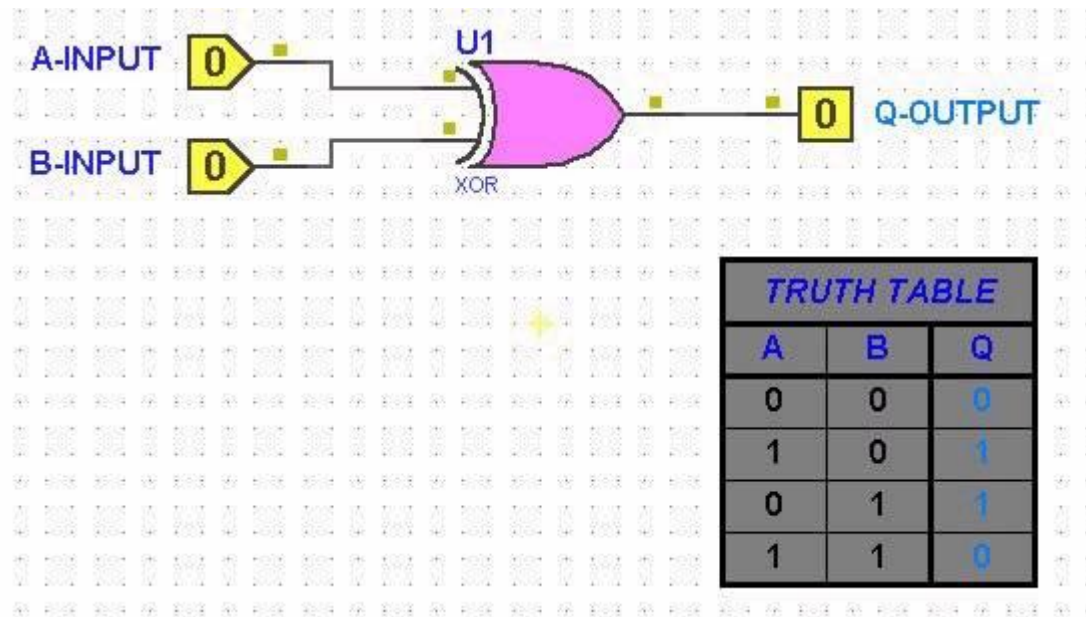 A-INPUT
0
U1
0
Q-OUTPUT
B-INPUT
0
XOR
TRUTH TABLE
A B Q
0 0 0
1 0 1
0 1 1
1 1 0